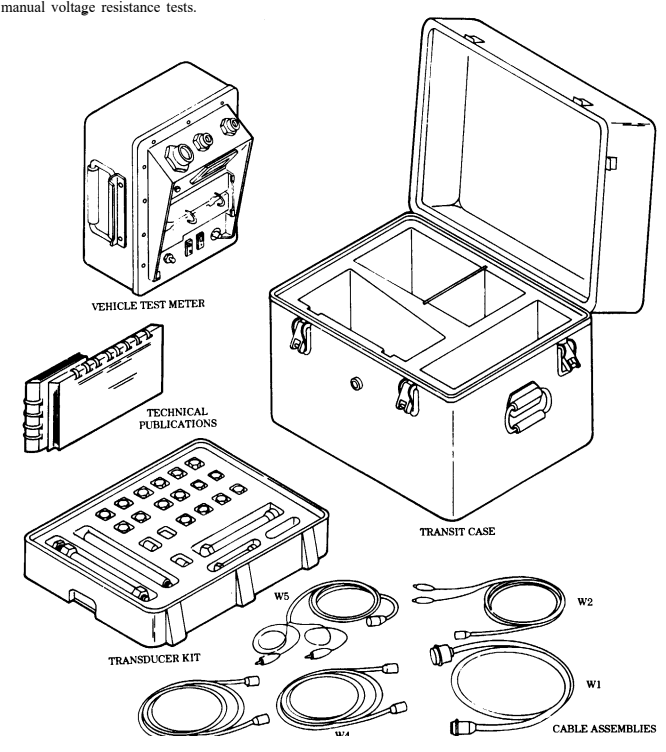 manual voltage resistance tests.
VEHICLE TEST METER
TECHNICAL
PUBLICATIONS
TRANSIT CASE
TRANSDUCER KIT
W5
W2
W1
W4
CABLE ASSEMBLIES